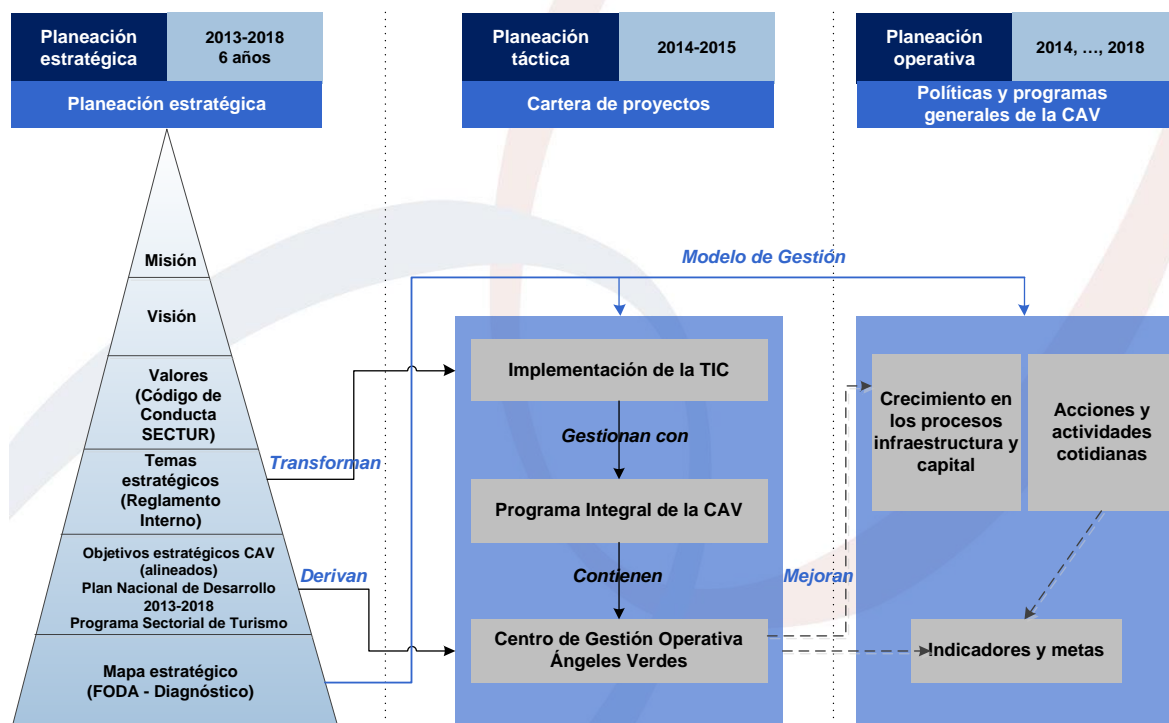 Planeación
estratégica
2013-2018
6 años
Planeación estratégica
Planeación
táctica
2014-2015
Cartera de proyectos
Planeación
operativa
2014, …, 2018
Políticas y programas
generales de la CAV
Misión
Visión
Valores
(Código de
Conducta
SECTUR)
Temas
estratégicos
(Reglamento
Interno)
Objetivos estratégicos CAV
(alineados)
Plan Nacional de Desarrollo
2013-2018
Programa Sectorial de Turismo
Mapa estratégico
(FODA - Diagnóstico)
Transforman
Derivan
Modelo de Gestión
Implementación de la TIC
Gestionan con
Programa Integral de la CAV
Contienen
Centro de Gestión Operativa
Ángeles Verdes
Mejoran
Crecimiento en
los procesos
infraestructura y
capital
Acciones y
actividades
cotidianas
Indicadores y metas